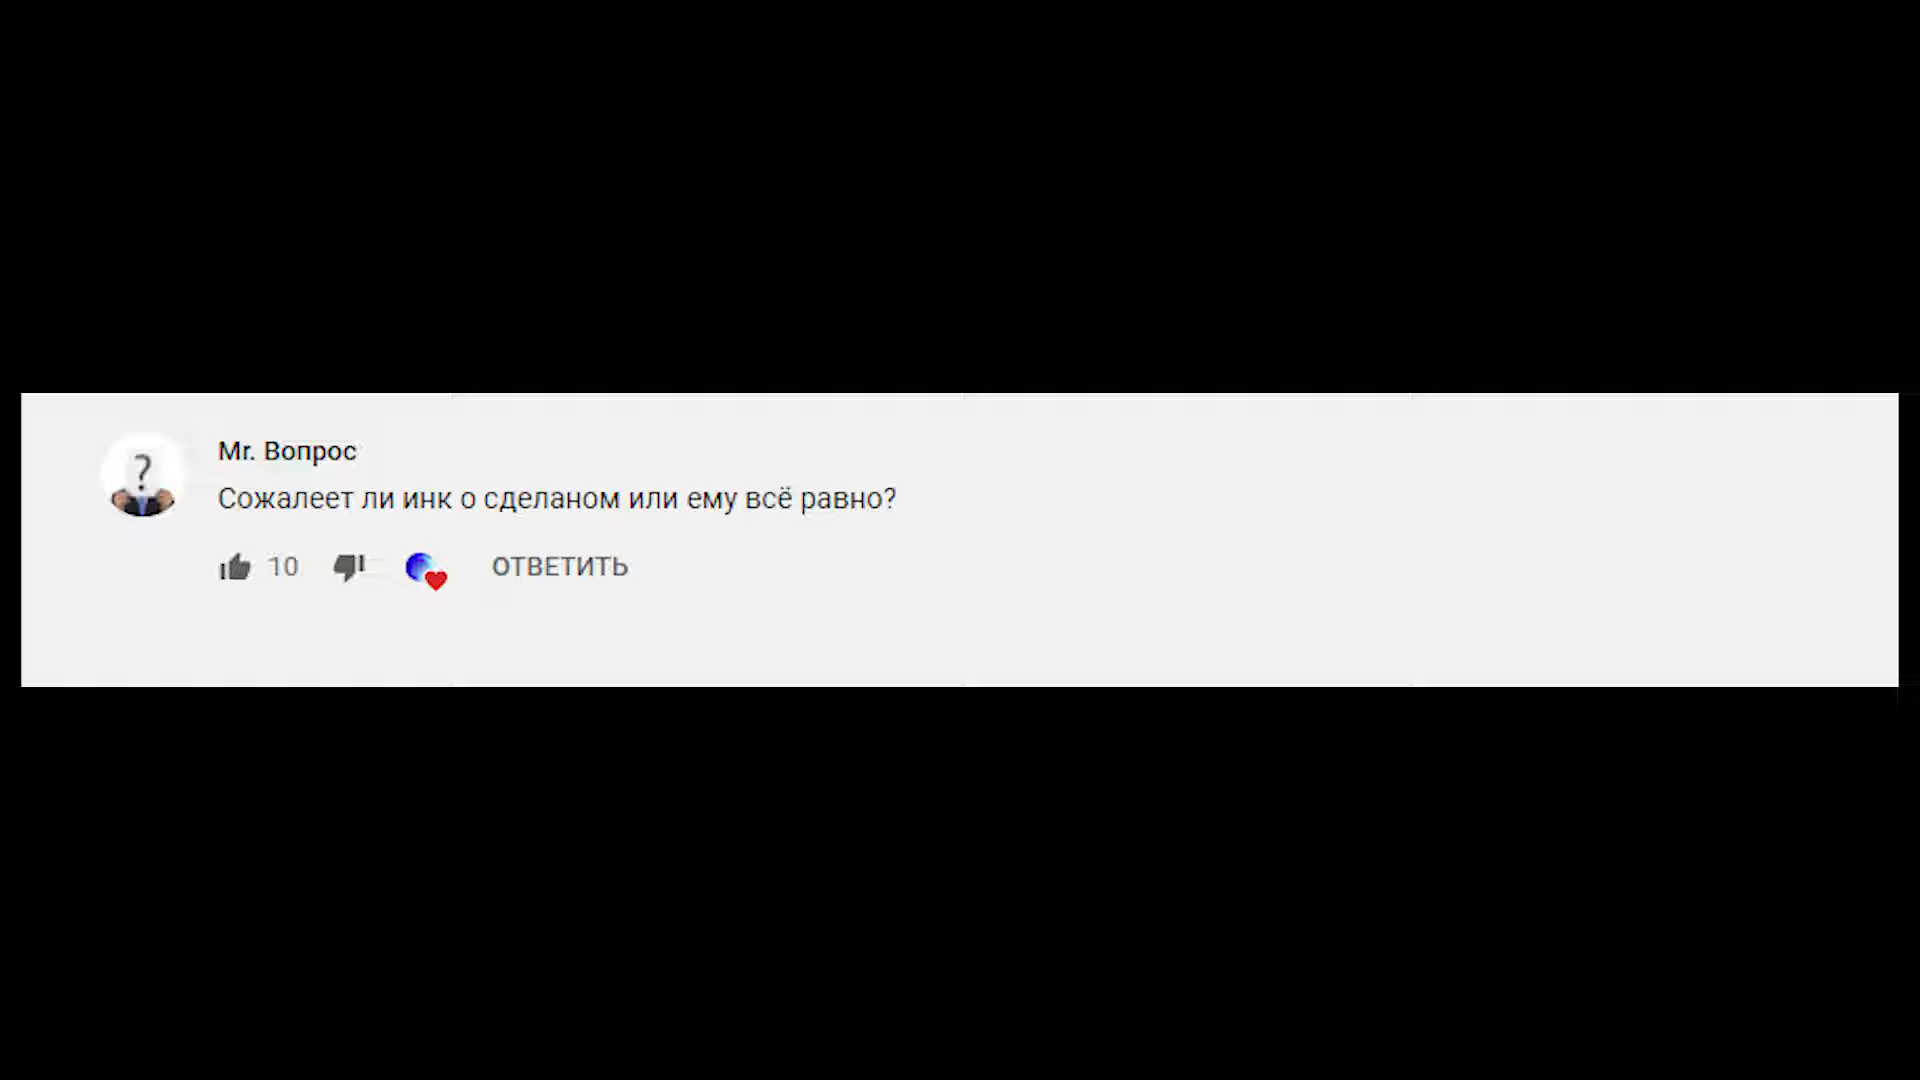 Mr. Вопрос
Сожалеет ли инк о сделаном или ему всё равно?
10 ОТВЕТИТЬ